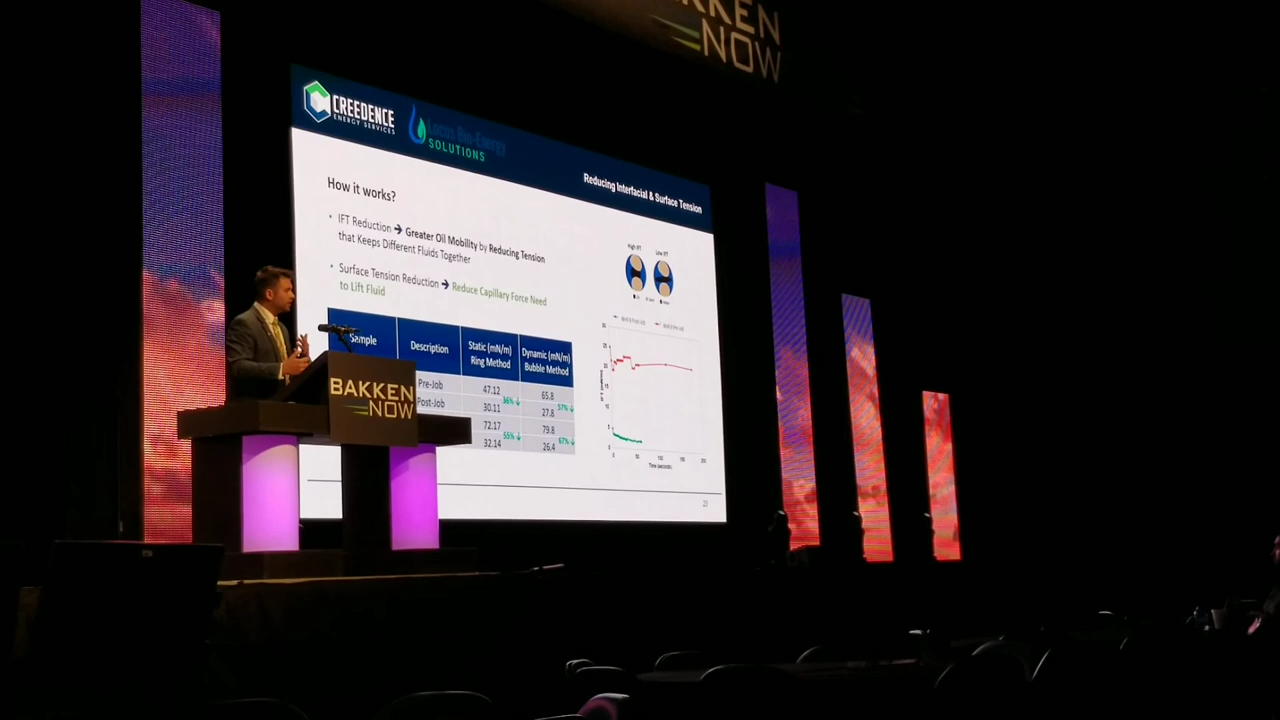 BAKKEN
NOW
CREEDENCE
ENERGY SERVICES
Locus Bio-Energy
SOLUTIONS
Reducing Interfacial & Surface Tension
How it works?
• IFT Reduction ➔ Greater Oil Mobility by Reducing Tension
that Keeps Different Fluids Together
• Surface Tension Reduction ➔ Reduce Capillary Force Need
to Lift Fluid
High IFT
Low IFT
Sample
Description
Static (mN/m)
Ring Method
Dynamic (mN/m)
Bubble Method
Pre-Job
47.12
65.8
36% ↓
57% ↓
Post-Job
30.11
27.8
72.17
79.8
55% ↓
67% ↓
32.14
26.4
Time (seconds)
23
BAKKEN
NOW